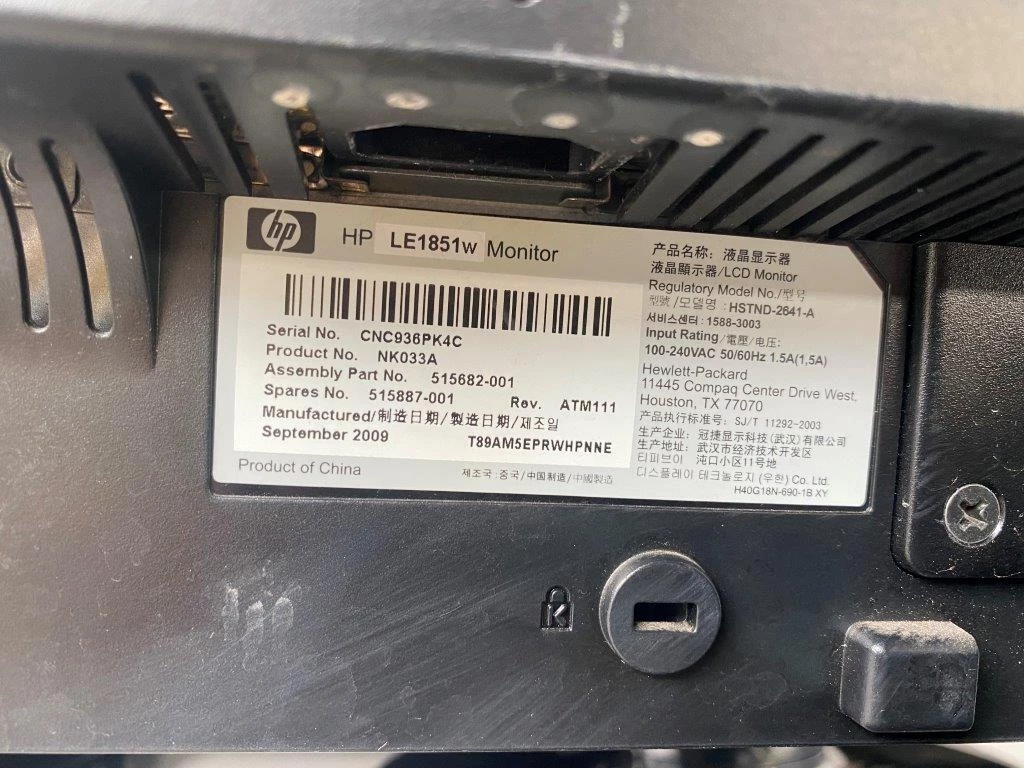 hp
HP LE1851w Monitor
Serial No. CNC936PK4C
Product No. NK033A
Assembly Part No. 515682-001
Spares No. 515887-001 Rev. ATM111
Manufactured/制造日期/製造日期/제조일
September 2009 T89AM5EPRWHPNNE
Product of China 제조국 : 중국/中国制造/中國製造
产品名称: 液晶显示器
液晶顯示器/LCD Monitor
Regulatory Model No./型号
型號/모델명 : HSTND-2641-A
서비스센터 : 1588-3003
Input Rating/電壓/电压:
100-240VAC 50/60Hz 1.5A(1,5A)
Hewlett-Packard
11445 Compaq Center Drive West,
Houston, TX 77070
产品执行标准号: SJ/T 11292-2003
生产企业: 冠捷显示科技(武汉)有限公司
生产地址: 武汉市经济技术开发区
티피브이 沌口小区11号地
디스플레이 테크놀로지 (우한) Co. Ltd.
H40G18N-690-1B XY
K